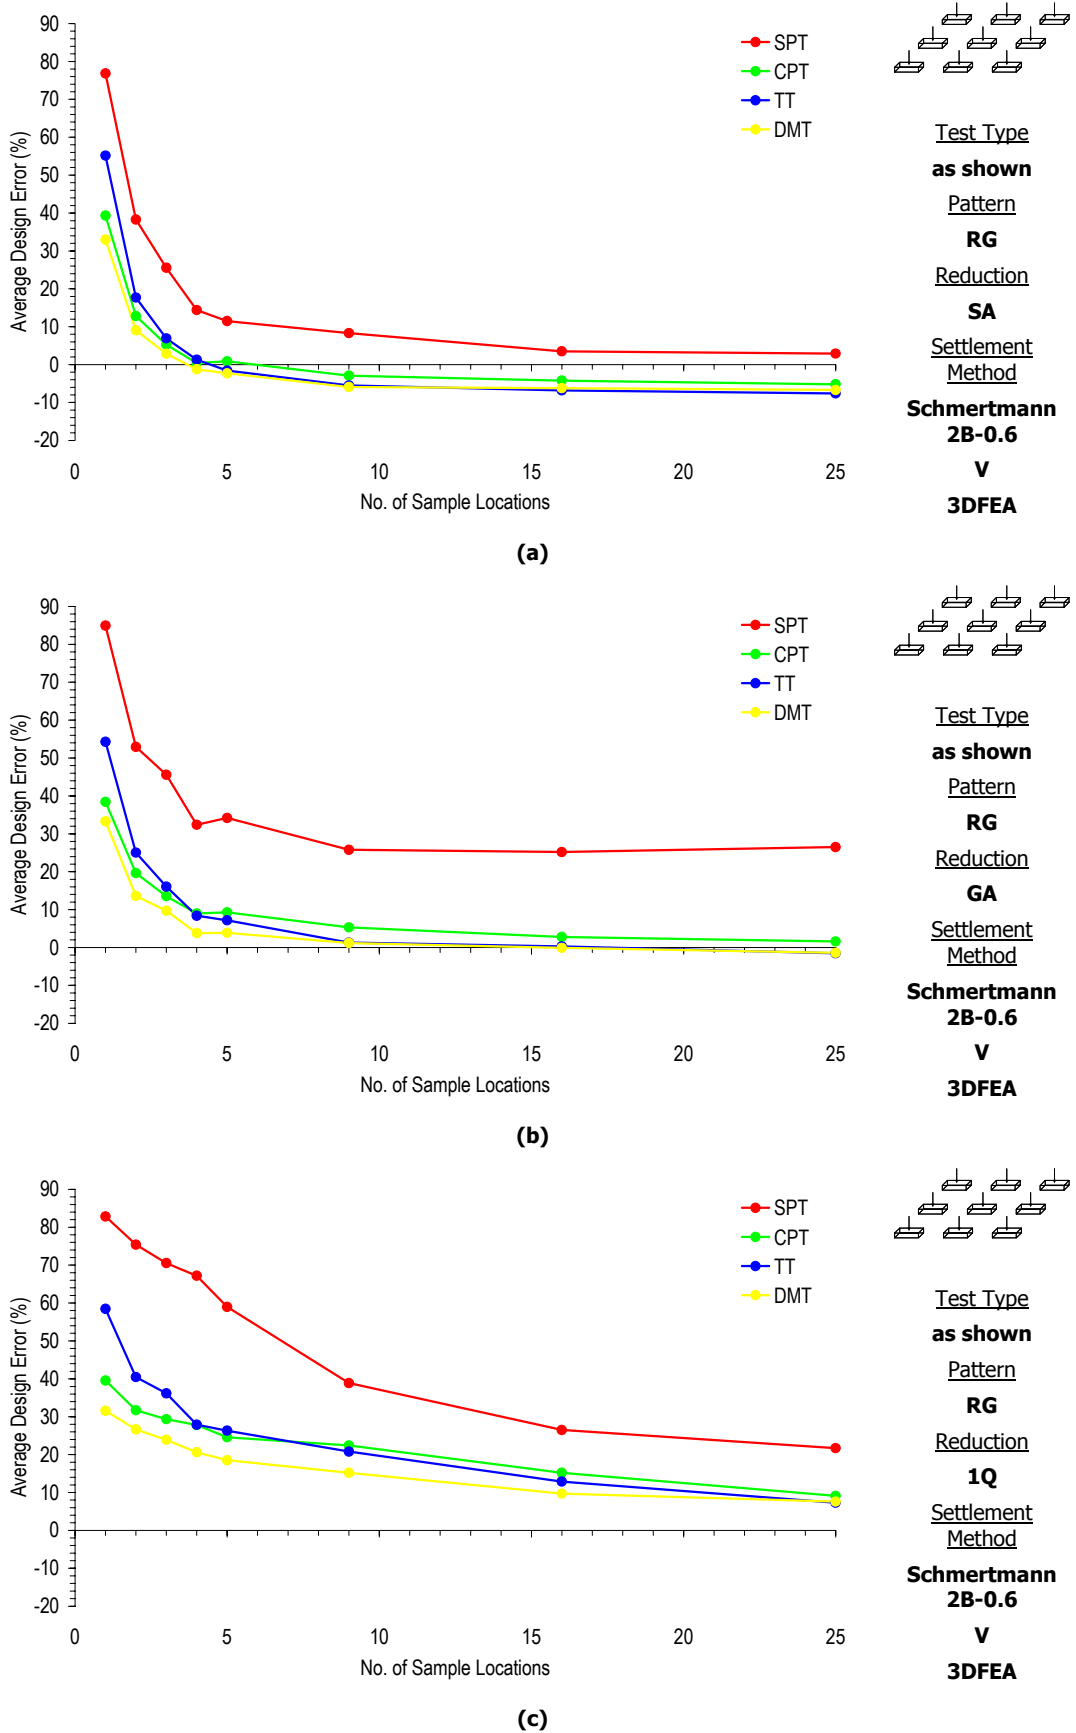 90
80
70
60
50
40
30
20
10
0
-10
-20
Average Design Error (%)
SPT
CPT
TT
DMT
0
5
10
15
20
25
No. of Sample Locations
Test Type
as shown
Pattern
RG
Reduction
SA
Settlement
Method
Schmertmann
2B-0.6
V
3DFEA
(a)
90
80
70
60
50
40
30
20
10
0
-10
-20
Average Design Error (%)
SPT
CPT
TT
DMT
0
5
10
15
20
25
No. of Sample Locations
Test Type
as shown
Pattern
RG
Reduction
GA
Settlement
Method
Schmertmann
2B-0.6
V
3DFEA
(b)
90
80
70
60
50
40
30
20
10
0
-10
-20
Average Design Error (%)
SPT
CPT
TT
DMT
0
5
10
15
20
25
No. of Sample Locations
Test Type
as shown
Pattern
RG
Reduction
1Q
Settlement
Method
Schmertmann
2B-0.6
V
3DFEA
(c)